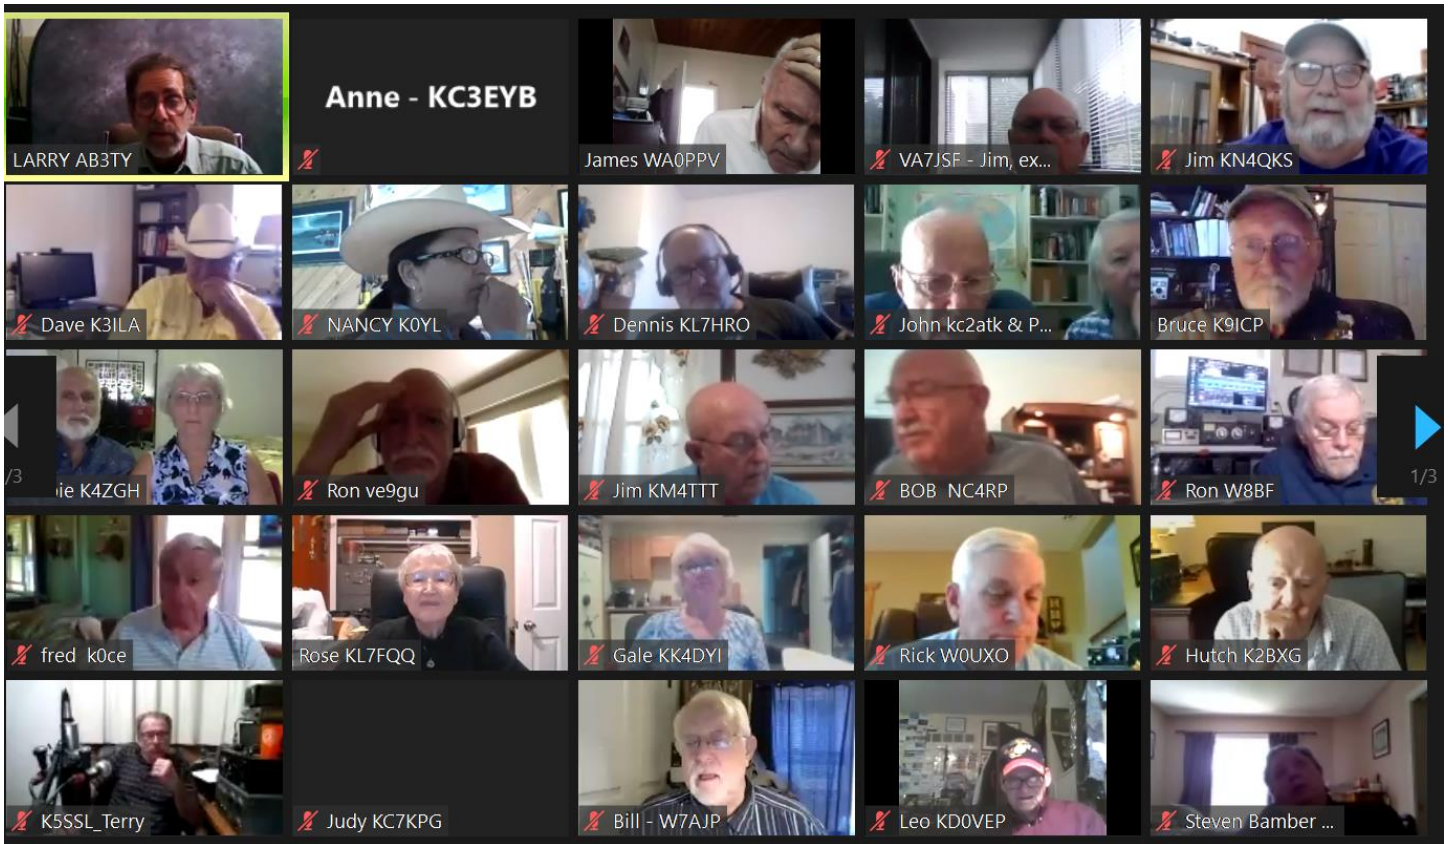 LARRY AB3TY
Anne - KC3EYB
James WA0PPV
VA7JSF - Jim, ex...
Jim KN4QKS
Dave K3ILA
NANCY K0YL
Dennis KL7HRO
John kc2atk & P...
Bruce K9ICP
bie K4ZGH
Ron ve9gu
Jim KM4TTT
BOB NC4RP
Ron W8BF
/3
1/3
fred k0ce
Rose KL7FQQ
Gale KK4DYI
Rick W0UXO
Hutch K2BXG
K5SSL_Terry
Judy KC7KPG
Bill - W7AJP
Leo KD0VEP
Steven Bamber ...